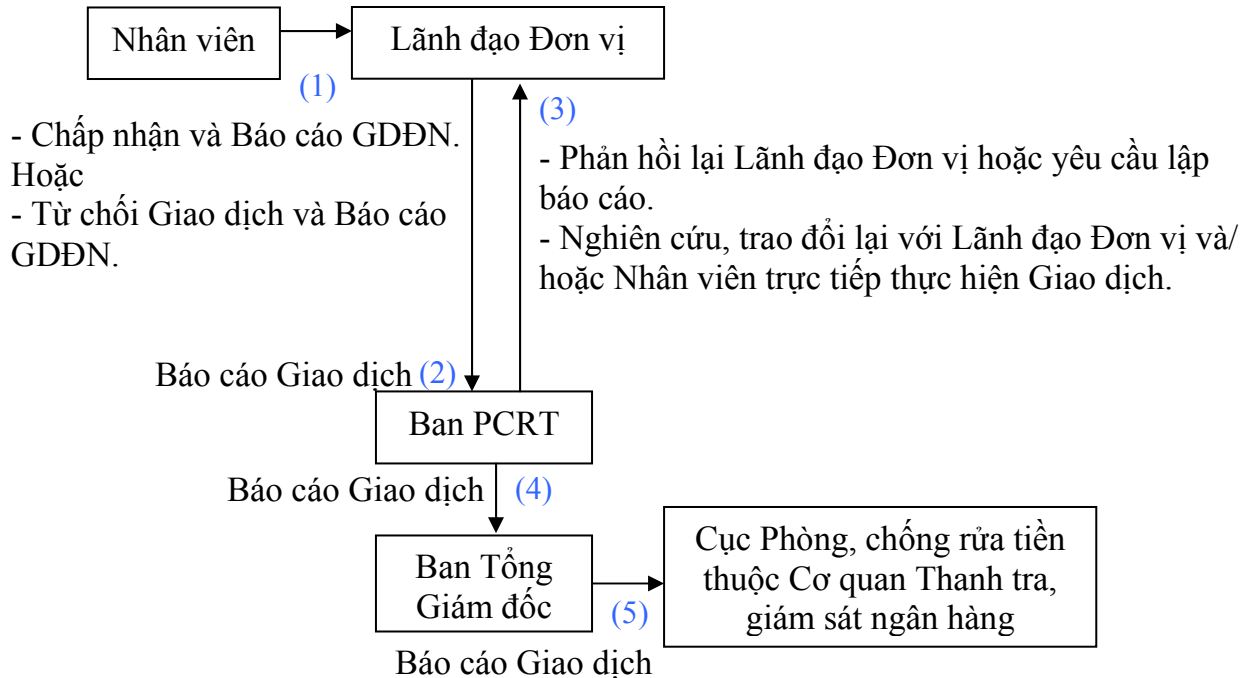 Nhân viên
Lãnh đạo Đơn vị
(1)
- Chấp nhận và Báo cáo GDĐN.
Hoặc
- Từ chối Giao dịch và Báo cáo
GDĐN.
(3)
- Phản hồi lại Lãnh đạo Đơn vị hoặc yêu cầu lập
báo cáo.
- Nghiên cứu, trao đổi lại với Lãnh đạo Đơn vị và/
hoặc Nhân viên trực tiếp thực hiện Giao dịch.
Báo cáo Giao dịch (2)
Ban PCRT
Báo cáo Giao dịch (4)
Ban Tổng
Giám đốc
(5)
Cục Phòng, chống rửa tiền
thuộc Cơ quan Thanh tra,
giám sát ngân hàng
Báo cáo Giao dịch